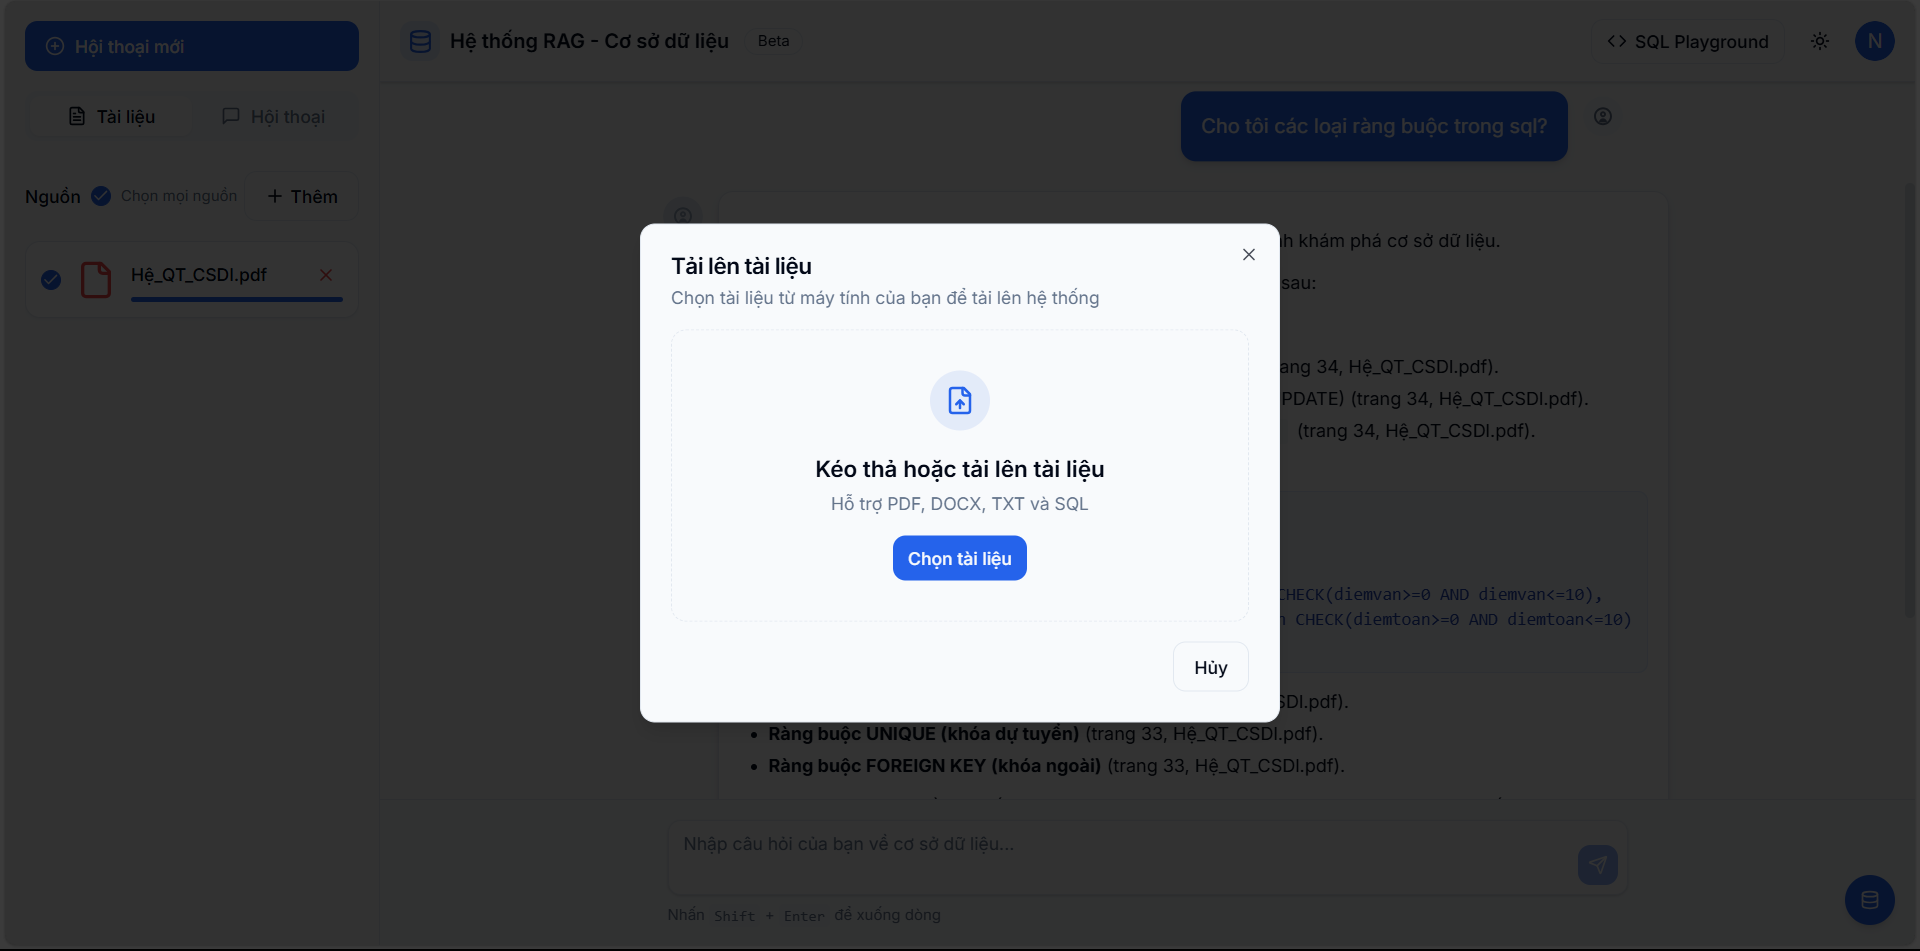 Hội thoại mới
Hệ thống RAG - Cơ sở dữ liệu
Beta
SQL Playground
N
Tài liệu
Hội thoại
Nguồn
Chọn mọi nguồn
Thêm
Hệ_QT_CSDI.pdf
Cho tôi các loại ràng buộc trong sql?
khám phá cơ sở dữ liệu.
sau:
34, Hệ_QT_CSDI.pdf).
(trang 34, Hệ_QT_CSDI.pdf).
(trang 34, Hệ_QT_CSDI.pdf).
CHECK(diemvan>=0 AND diemvan<=10),
CHECK(diemtoan>=0 AND diemtoan<=10)
Tải lên tài liệu
Chọn tài liệu từ máy tính của bạn để tải lên hệ thống
Kéo thả hoặc tải lên tài liệu
Hỗ trợ PDF, DOCX, TXT và SQL
Chọn tài liệu
Hủy
• Ràng buộc UNIQUE (khóa dự tuyển) (trang 33, Hệ_QT_CSDI.pdf).
• Ràng buộc FOREIGN KEY (khóa ngoài) (trang 33, Hệ_QT_CSDI.pdf).
Nhập câu hỏi của bạn về cơ sở dữ liệu...
Nhấn Shift + Enter để xuống dòng